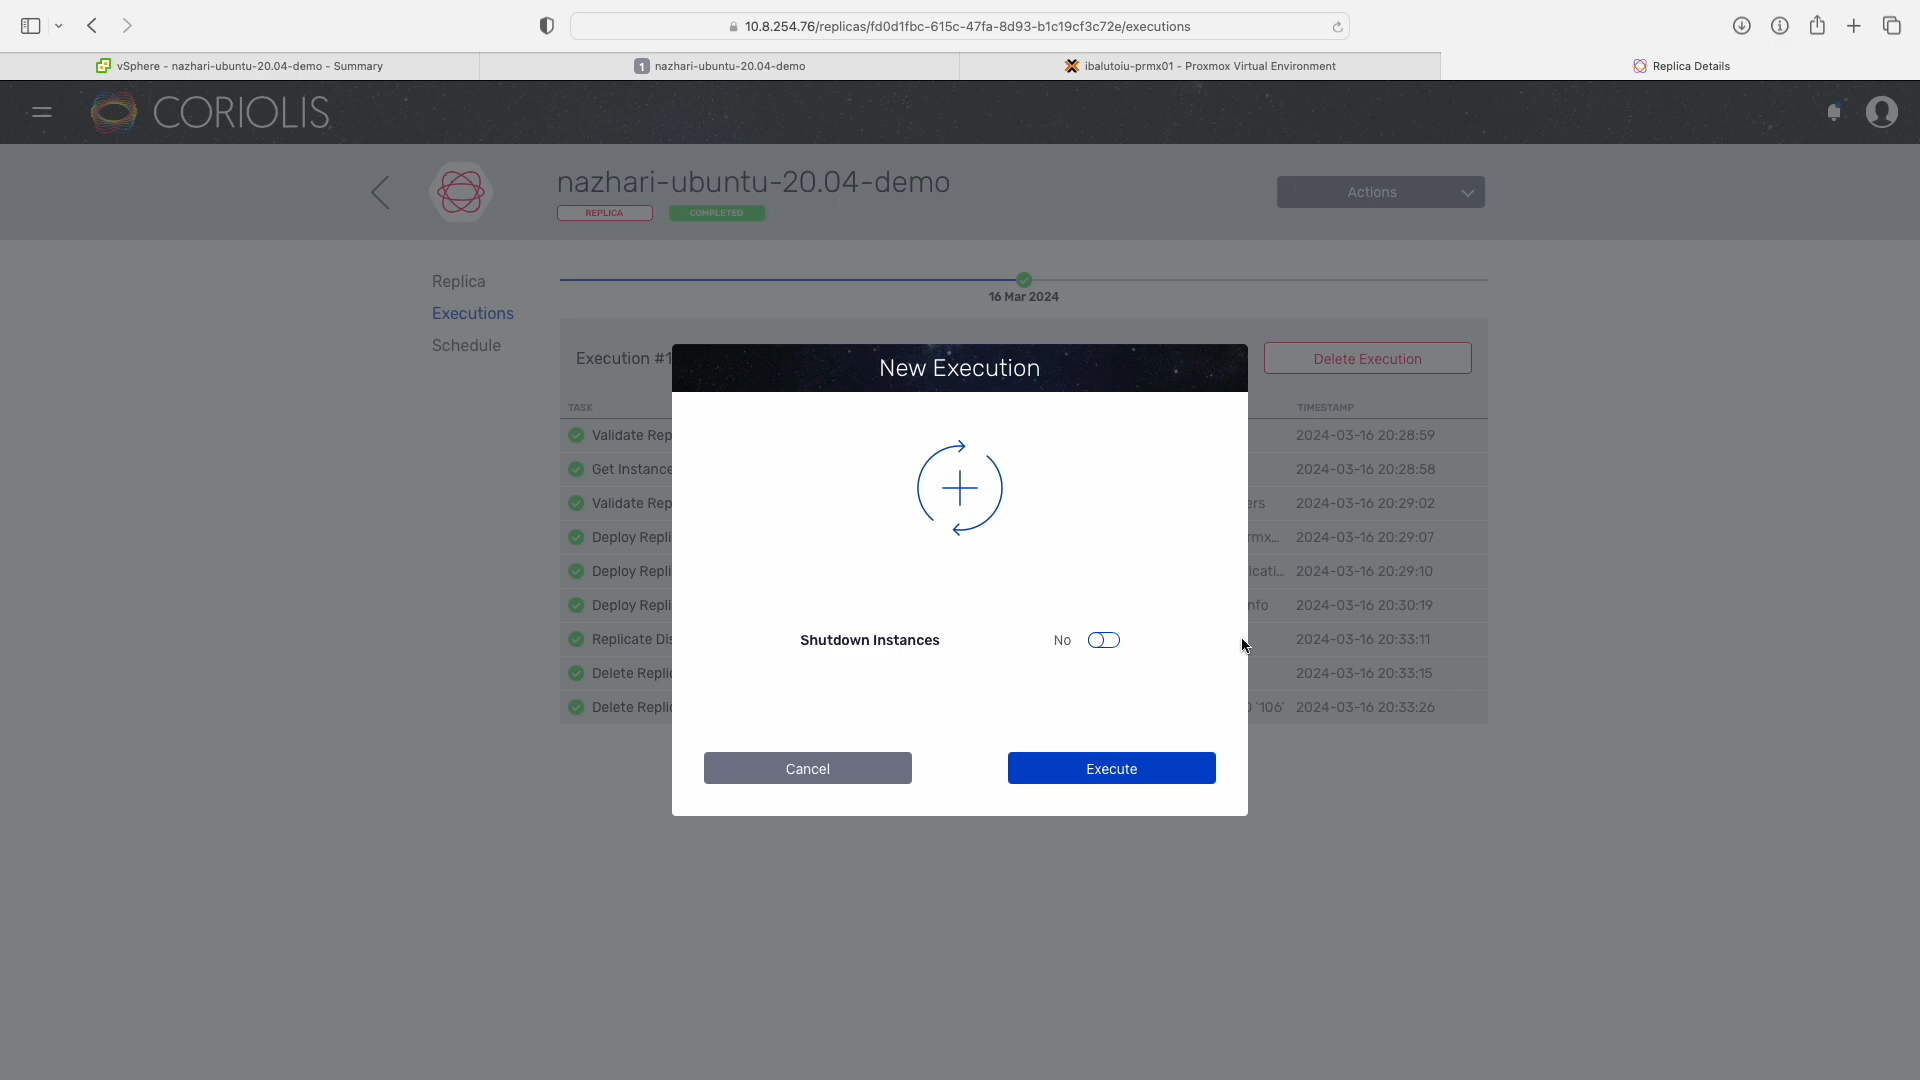 10.8.254.76/replicas/fd0d1fbc-615c-47fa-8d93-b1c19cf3c72e/executions
vSphere - nazhari-ubuntu-20.04-demo - Summary
1 nazhari-ubuntu-20.04-demo
ibalutoiu-prmx01 - Proxmox Virtual Environment
Replica Details
CORIOLIS
nazhari-ubuntu-20.04-demo
REPLICA
COMPLETED
Actions
Replica
Executions
Schedule
16 Mar 2024
Execution #1
Delete Execution
TASK
TIMESTAMP
Validate Rep
2024-03-16 20:28:59
Get Instance
2024-03-16 20:28:58
Validate Rep
ers
2024-03-16 20:29:02
Deploy Repli
rmx...
2024-03-16 20:29:07
Deploy Repli
icati...
2024-03-16 20:29:10
Deploy Repli
nfo
2024-03-16 20:30:19
Replicate Dis
2024-03-16 20:33:11
Delete Replic
2024-03-16 20:33:15
Delete Replic
'106'
2024-03-16 20:33:26
New Execution
Shutdown Instances
No
Cancel
Execute